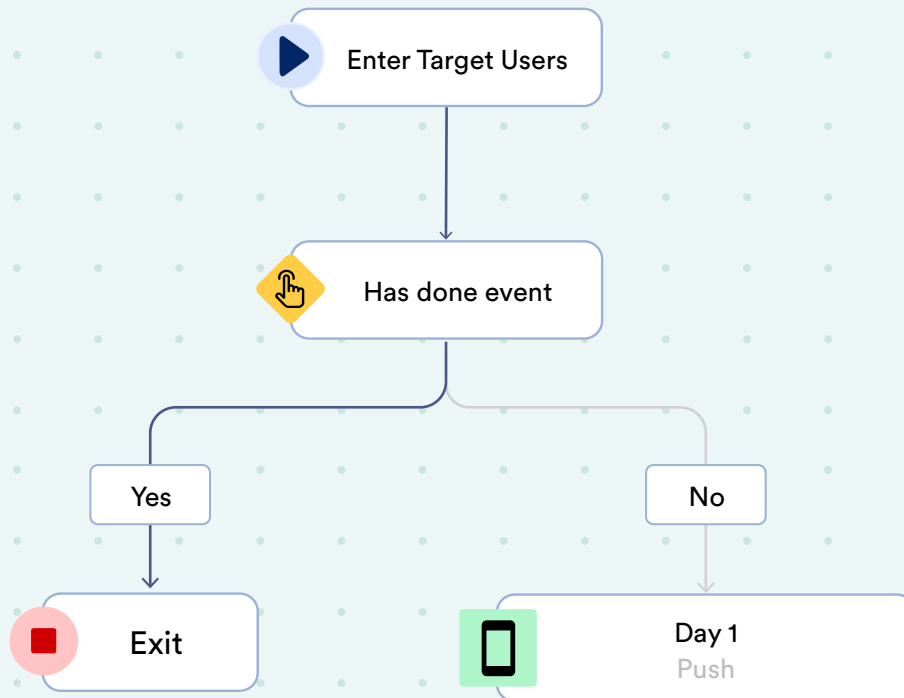 Enter Target Users
Has done event
Yes
No
Exit
Day 1
Push